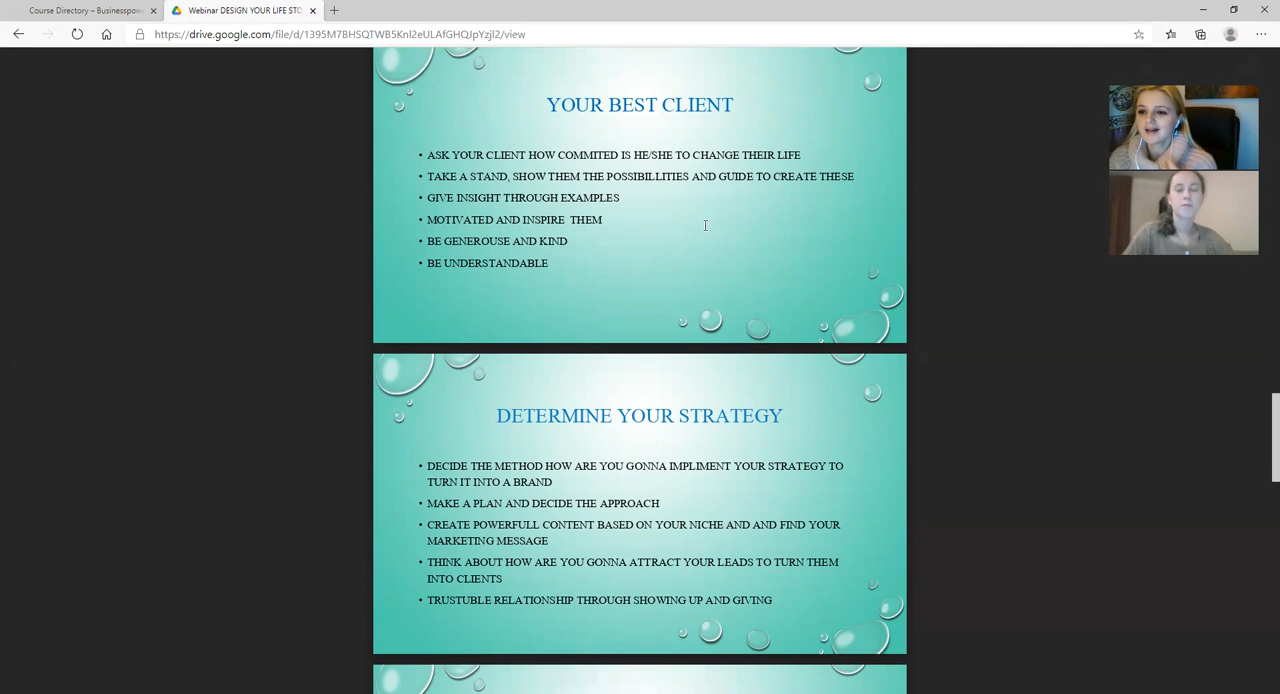 Course Directory – Businesspow
Webinar DESIGN YOUR LIFE STO
https://drive.google.com/file/d/1395M7BHSQTWB5Knl2eULAfGHQJpYzjl2/view
YOUR BEST CLIENT
• ASK YOUR CLIENT HOW COMMITED IS HE/SHE TO CHANGE THEIR LIFE
• TAKE A STAND, SHOW THEM THE POSSIBILLITIES AND GUIDE TO CREATE THESE
• GIVE INSIGHT THROUGH EXAMPLES
• MOTIVATED AND INSPIRE THEM
• BE GENEROUSE AND KIND
• BE UNDERSTANDABLE
DETERMINE YOUR STRATEGY
• DECIDE THE METHOD HOW ARE YOU GONNA IMPLIMENT YOUR STRATEGY TO
TURN IT INTO A BRAND
• MAKE A PLAN AND DECIDE THE APPROACH
• CREATE POWERFULL CONTENT BASED ON YOUR NICHE AND AND FIND YOUR
MARKETING MESSAGE
• THINK ABOUT HOW ARE YOU GONNA ATTRACT YOUR LEADS TO TURN THEM
INTO CLIENTS
• TRUSTUBLE RELATIONSHIP THROUGH SHOWING UP AND GIVING